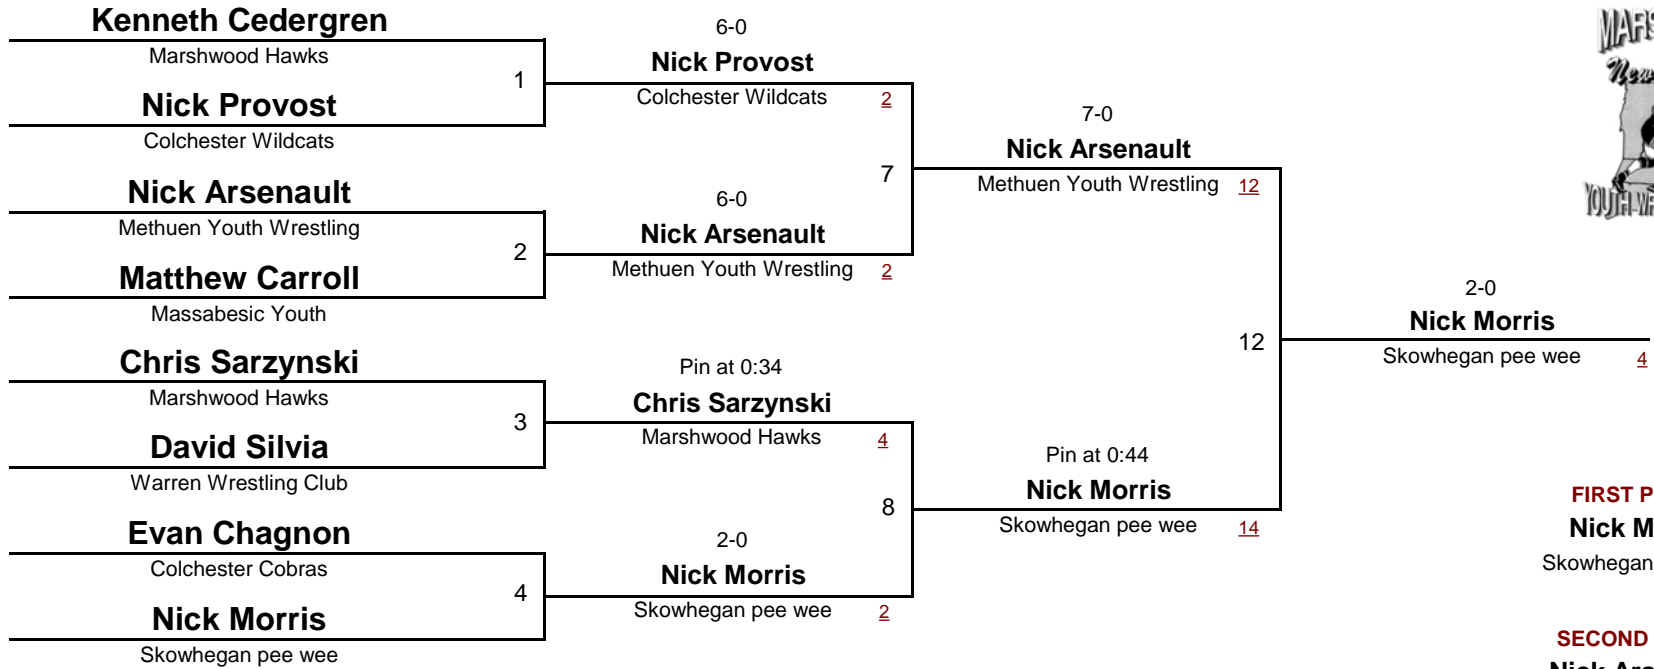 Kenneth Cedergren
Marshwood Hawks
1
Nick Provost
Colchester Wildcats
Nick Arsenault
Methuen Youth Wrestling
2
Matthew Carroll
Massabesic Youth
Chris Sarzynski
Marshwood Hawks
3
David Silvia
Warren Wrestling Club
Evan Chagnon
Colchester Cobras
4
Nick Morris
Skowhegan pee wee
6-0
Nick Provost
Colchester Wildcats 2
7
6-0
Nick Arsenault
Methuen Youth Wrestling 2
Pin at 0:34
Chris Sarzynski
Marshwood Hawks 4
8
2-0
Nick Morris
Skowhegan pee wee 2
7-0
Nick Arsenault
Methuen Youth Wrestling 12
12
Pin at 0:44
Nick Morris
Skowhegan pee wee 14
2-0
Nick Morris
Skowhegan pee wee 4
FIRST P
Nick M
Skowhegan
SECOND